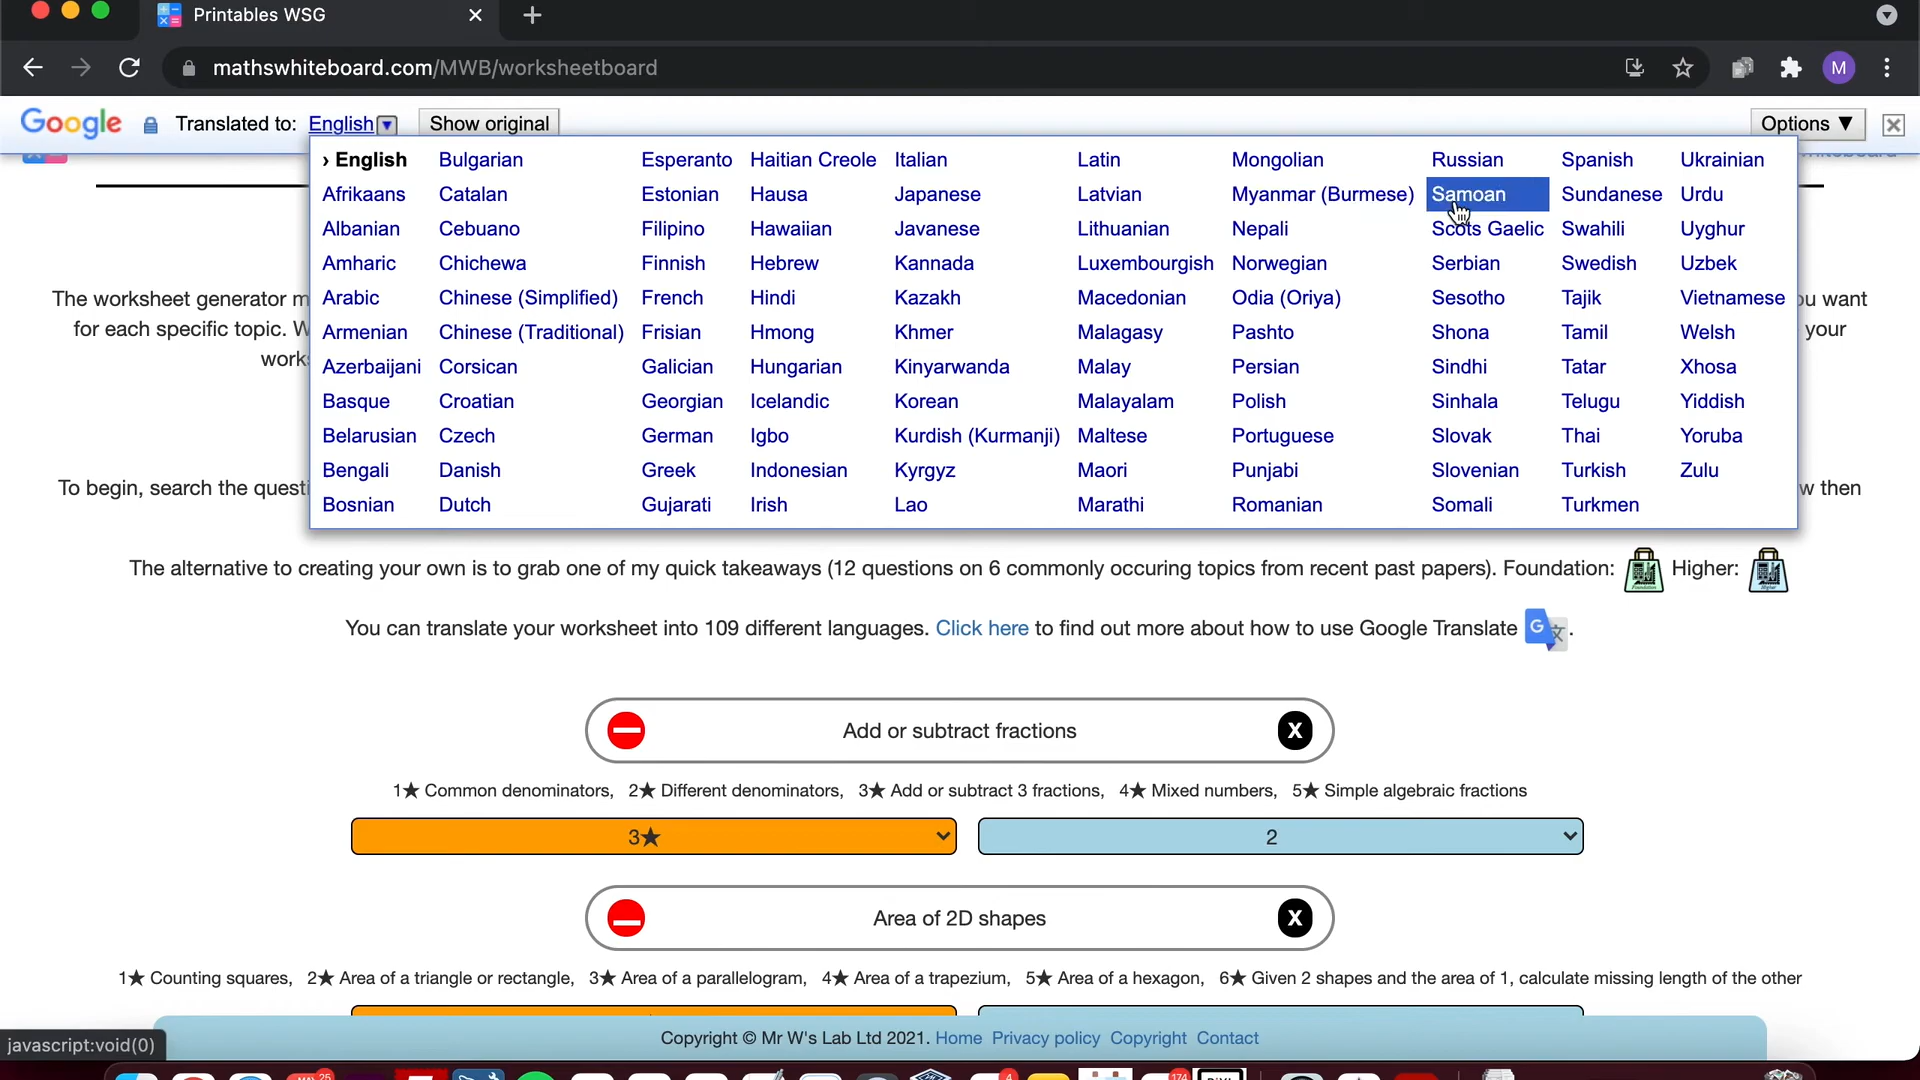 Printables WSG
mathswhiteboard.com/MWB/worksheetboard
M
Google Translated to: English Show original Options ▼
› English Bulgarian Esperanto Haitian Creole Italian Latin Mongolian Russian Spanish Ukrainian
Afrikaans Catalan Estonian Hausa Japanese Latvian Myanmar (Burmese) Samoan Sundanese Urdu
Albanian Cebuano Filipino Hawaiian Javanese Lithuanian Nepali Scots Gaelic Swahili Uyghur
Amharic Chichewa Finnish Hebrew Kannada Luxembourgish Norwegian Serbian Swedish Uzbek
Arabic Chinese (Simplified) French Hindi Kazakh Macedonian Odia (Oriya) Sesotho Tajik Vietnamese
Armenian Chinese (Traditional) Frisian Hmong Khmer Malagasy Pashto Shona Tamil Welsh
Azerbaijani Corsican Galician Hungarian Kinyarwanda Malay Persian Sindhi Tatar Xhosa
Basque Croatian Georgian Icelandic Korean Malayalam Polish Sinhala Telugu Yiddish
Belarusian Czech German Igbo Kurdish (Kurmanji) Maltese Portuguese Slovak Thai Yoruba
Bengali Danish Greek Indonesian Kyrgyz Maori Punjabi Slovenian Turkish Zulu
Bosnian Dutch Gujarati Irish Lao Marathi Romanian Somali Turkmen
The worksheet generator want
for each specific topic. your
To begin, search the then
The alternative to creating your own is to grab one of my quick takeaways (12 questions on 6 commonly occuring topics from recent past papers). Foundation: Higher:
You can translate your worksheet into 109 different languages. Click here to find out more about how to use Google Translate G文.
Add or subtract fractions X
1★ Common denominators, 2★ Different denominators, 3★ Add or subtract 3 fractions, 4★ Mixed numbers, 5★ Simple algebraic fractions
3★ 2
Area of 2D shapes X
1★ Counting squares, 2★ Area of a triangle or rectangle, 3★ Area of a parallelogram, 4★ Area of a trapezium, 5★ Area of a hexagon, 6★ Given 2 shapes and the area of 1, calculate missing length of the other
Copyright © Mr W's Lab Ltd 2021. Home Privacy policy Copyright Contact
javascript:void(0)
25 4 174